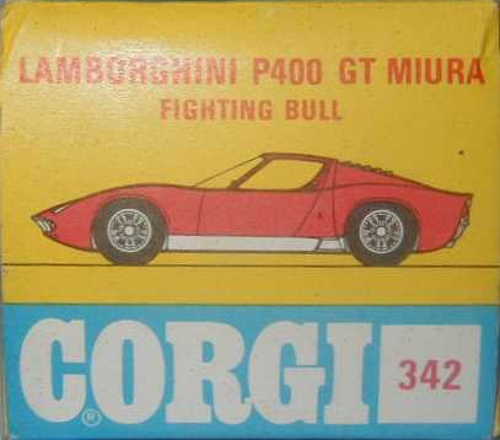 LAMBORGHINI P400 GT MIURA
FIGHTING BULL
CORGI® 342